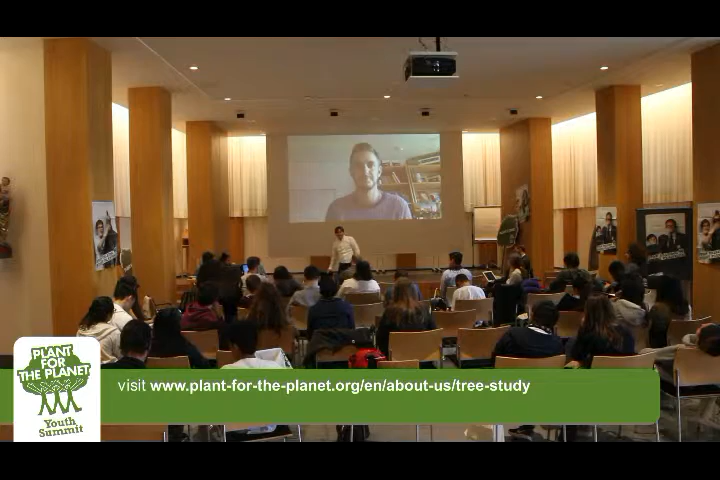 PLANT
FOR
THE PLANET
Youth
Summit
visit www.plant-for-the-planet.org/en/about-us/tree-study